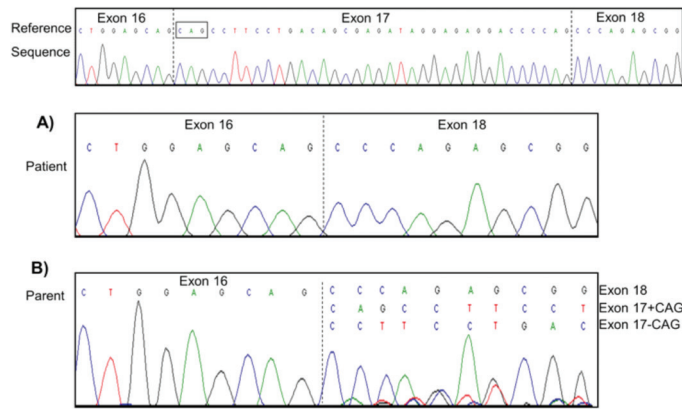 Exon 16 Exon 17 Exon 18
Reference C T G G A G C A G C A G C C T T C C T G A C A G C G A G A T A G G A G A G G A C C C C A G C C C A G A G C G G
Sequence
A)
Exon 16 Exon 18
C T G G A G C A G C C C A G A G C G G
Patient
B)
Exon 16
Parent C T G G A G C A G C C C A G A G C G G Exon 18
C A G C C T T C C T Exon 17+CAG
C C T T C C T G A C Exon 17-CAG